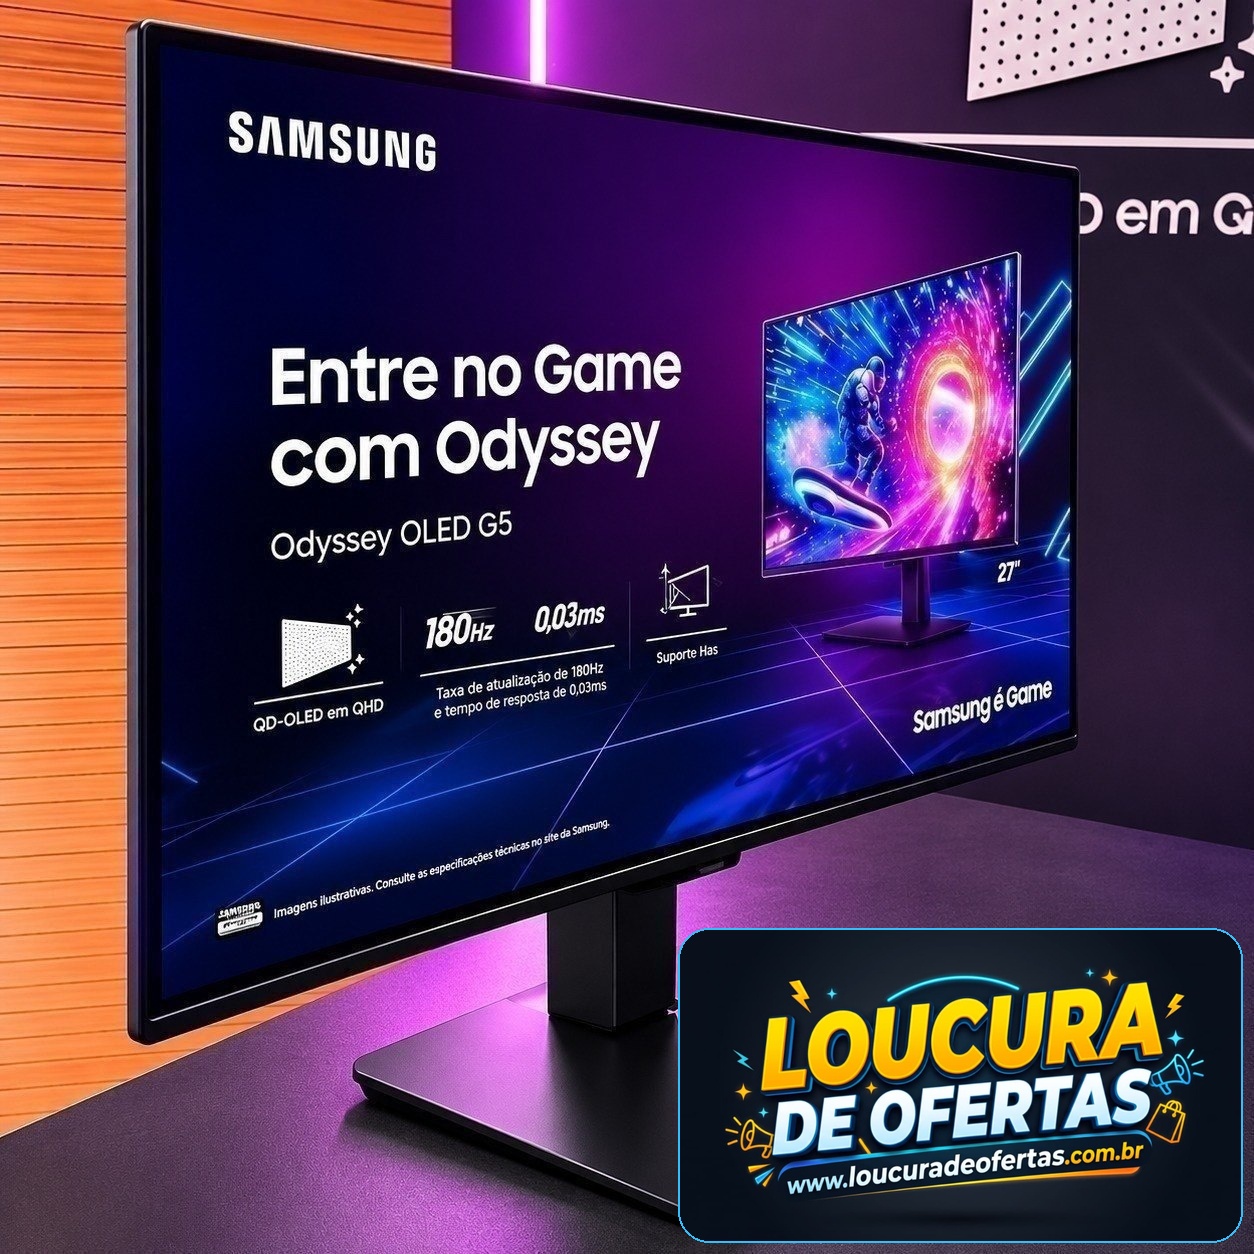 SAMSUNG
D em Q
Entre no Game
com Odyssey
Odyssey OLED G5
27"
180Hz
0,03ms
QD-OLED em QHD
Taxa de atualização de 180Hz
e tempo de resposta de 0,03ms
Suporte Has
Samsung é Game
Imagens ilustrativas. Consulte as especificações técnicas no site da Samsung.
LOUCURA
DE OFERTAS
www.loucuradeofertas.com.br